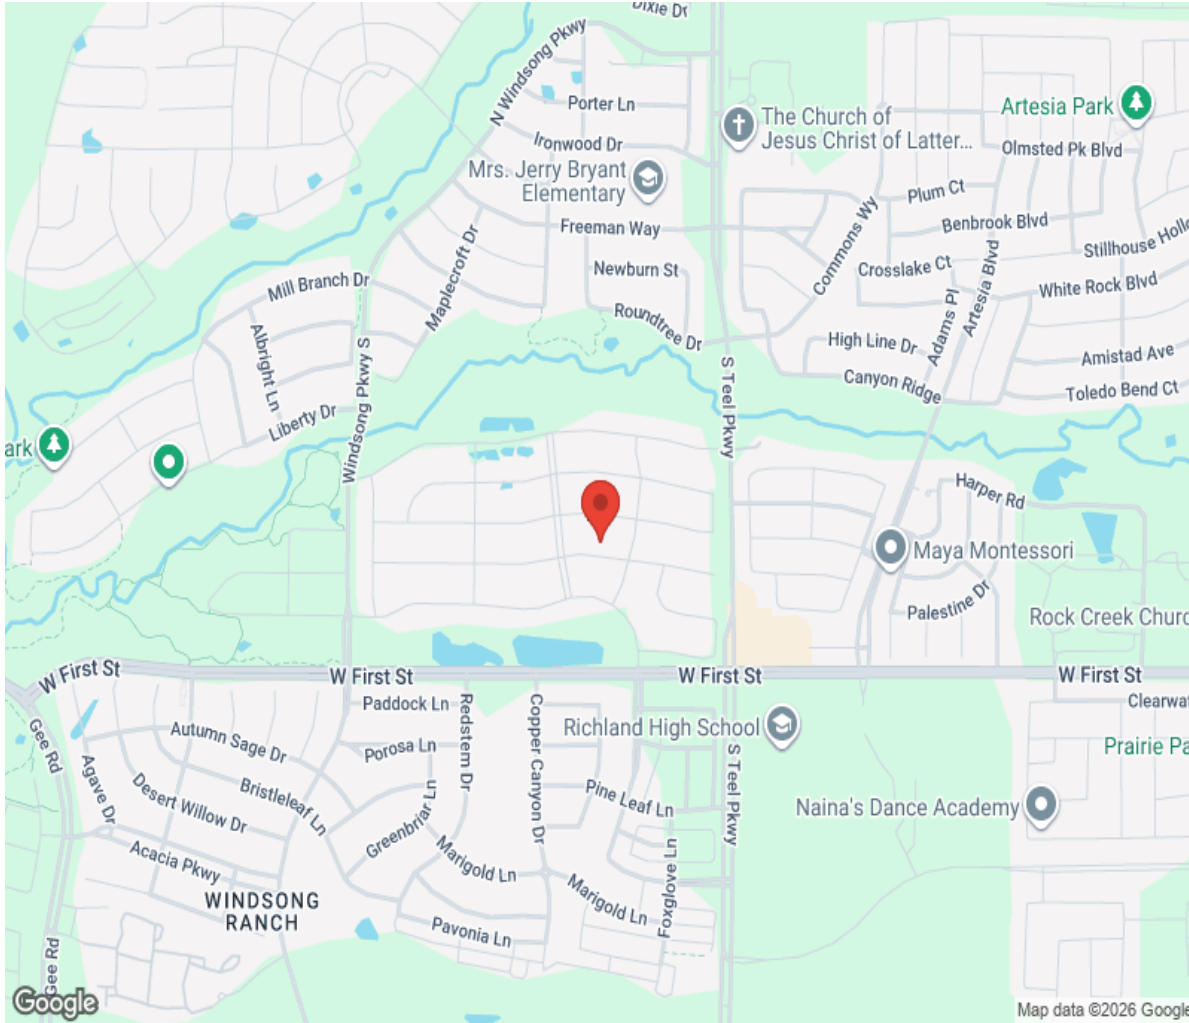 Dixie Dr
N Windsong Pkwy
Porter Ln
Ironwood Dr
Mrs. Jerry Bryant
Elementary
Freeman Way
Newburn St
Roundtree Dr
Maplecroft Dr
Mill Branch Dr
Albright Ln
Liberty Dr
Windsong Pkwy S
The Church of
Jesus Christ of Latter...
Artesia Park
Olmsted Pk Blvd
Plum Ct
Benbrook Blvd
Commons Wy
Crosslake Ct
Stillhouse Hollo
White Rock Blvd
Adams Pl
Artesia Blvd
High Line Dr
Canyon Ridge
Amistad Ave
Toledo Bend Ct
S Teel Pkwy
ark
Harper Rd
Maya Montessori
Palestine Dr
Rock Creek Churc
W First St
W First St
W First St
W First St
Gee Rd
Paddock Ln
Porosa Ln
Redstem Dr
Copper Canyon Dr
Autumn Sage Dr
Agave Dr
Desert Willow Dr
Bristleleaf Ln
Greenbriar Ln
Acacia Pkwy
Marigold Ln
Marigold Ln
Pavonia Ln
Pine Leaf Ln
Foxglove Ln
Richland High School
S Teel Pkwy
Clearwat
Prairie Pa
Naina's Dance Academy
WINDSONG
RANCH
Gee Rd
Google
Map data ©2026 Google